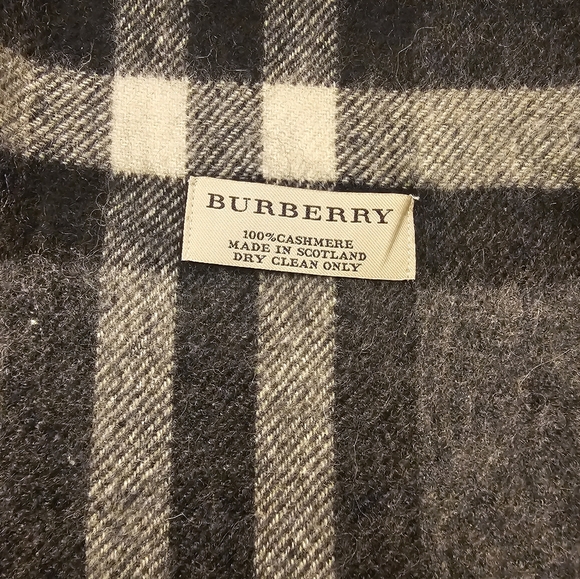 BURBERRY
100%CASHMERE
MADE IN SCOTLAND
DRY CLEAN ONLY